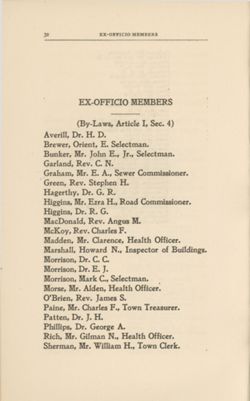 30 EX-OFFICIO MEMBERS
EX-OFFICIO MEMBERS
(By-Laws, Article I, Sec. 4)
Averill, Dr. H. D.
Brewer, Orient, E. Selectman.
Bunker, Mr. John E., Jr., Selectman.
Garland, Rev. C. N.
Graham, Mr. E. A., Sewer Commissioner.
Green, Rev. Stephen H.
Hagerthy, Dr. G. R.
Higgins, Mr. Ezra H., Road Commissioner.
Higgins, Dr. R. G.
MacDonald, Rev. Angus M.
McKoy, Rev. Charles F.
Madden, Mr. Clarence, Health Officer.
Marshall, Howard N., Inspector of Buildings.
Morrison, Dr. C. C.
Morrison, Dr. E. J.
Morrison, Mark C., Selectman.
Morse, Mr. Alden, Health Officer.
O'Brien, Rev. James S.
Paine, Mr. Charles F., Town Treasurer.
Patten, Dr. J. H.
Phillips, Dr. George A.
Rich, Mr. Gilman N., Health Officer.
Sherman, Mr. William H., Town Clerk.